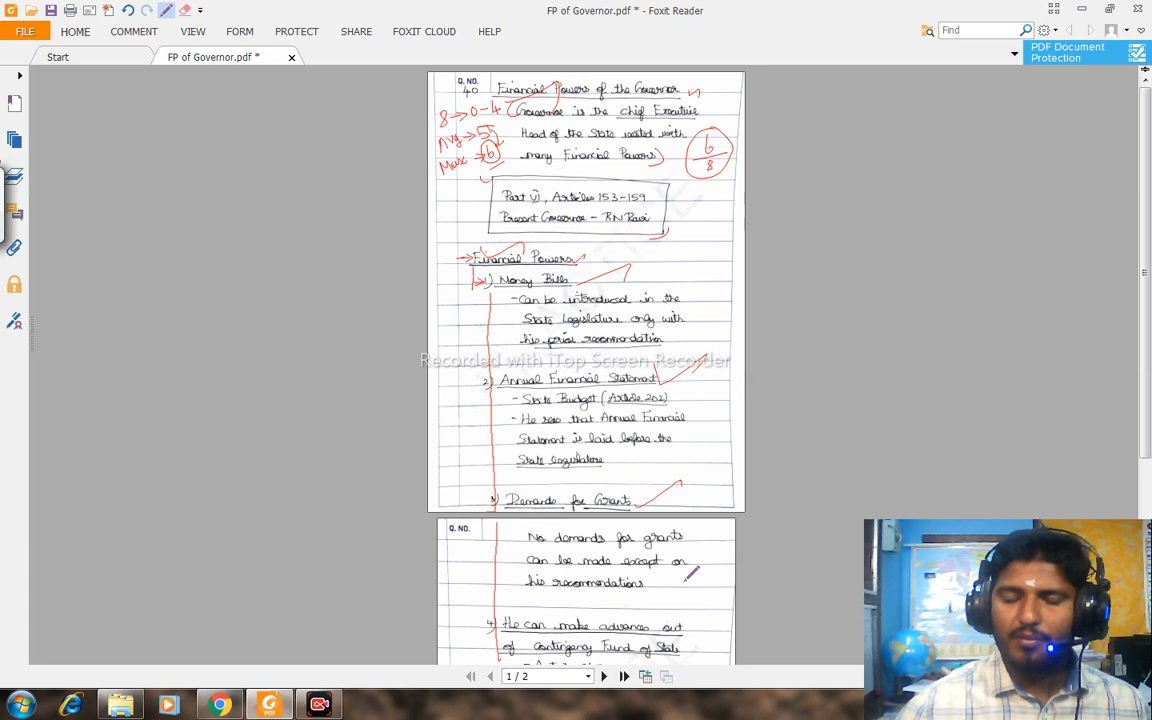 FP of Governor.pdf * - Foxit Reader
FILE HOME COMMENT VIEW FORM PROTECT SHARE FOXIT CLOUD HELP
Find
Start FP of Governor.pdf *
PDF Document
Protection
Q. NO.
40 Financial Powers of the Governor
8 → 0-4 Governor is the chief Executive
Avg → 5 Head of the State vested with
Max → 6 many Financial Powers
6/8
Part VI, Articles 153-159
Present Governor - RN Ravi
→ Financial Powers
1) Money Bills
- Can be introduced in the
State Legislature only with
his prior recommendation
Recorded with iTop Screen Recorder
2) Annual Financial Statement
- State Budget (Article 202)
- He sees that Annual Financial
Statement is laid before the
State legislature
3) Demands for Grants
Q. NO.
No demands for grants
can be made except on
his recommendations
4) He can make advances out
of contingency Fund of State
1 / 2
PDF